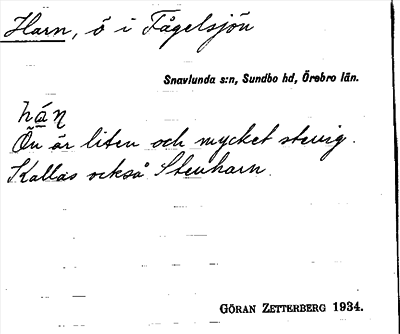 Harn, ö i Fågelsjön
Snavlunda s:n, Sundbo hd, Örebro län.
hán
Ön är liten och mycket stenig.
Kallas också Stenharn.
GÖRAN ZETTERBERG 1934.